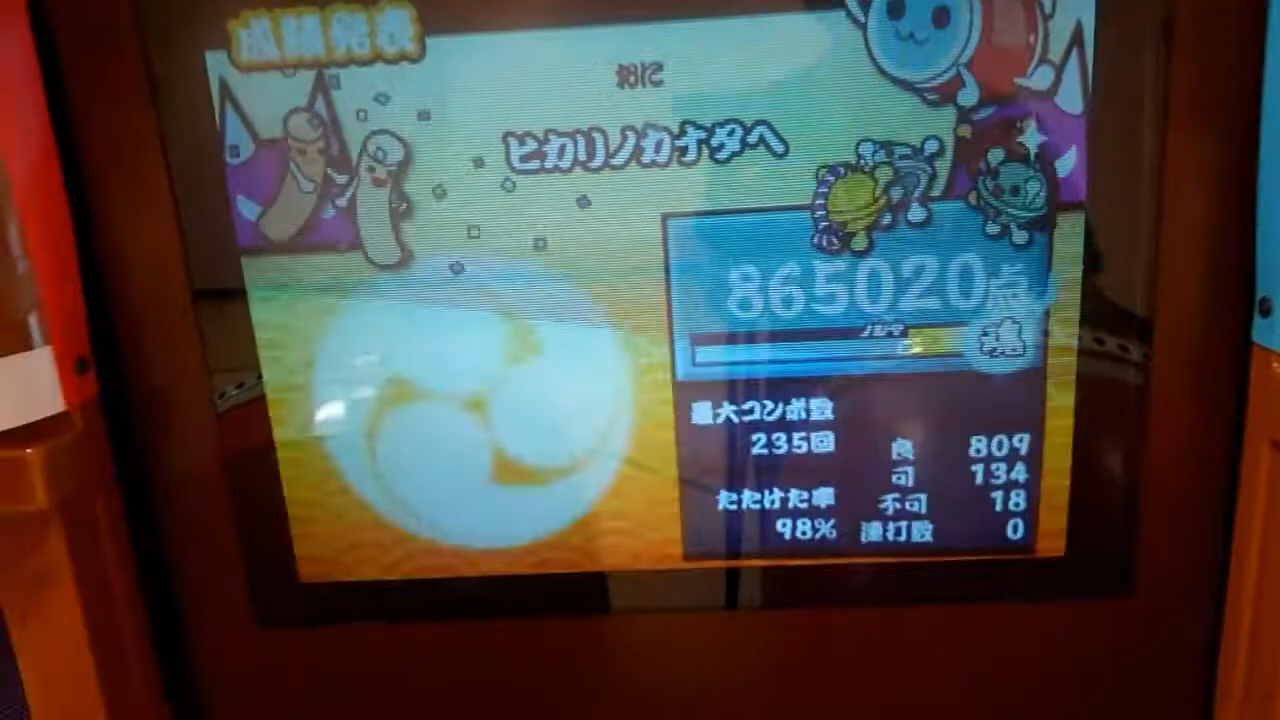 成績発表
ヒカリノカナタへ
865020点
ノルマ
魂
最大コンボ数
235回
良 809
可 134
たたけた率
不可 18
98%
連打数 0